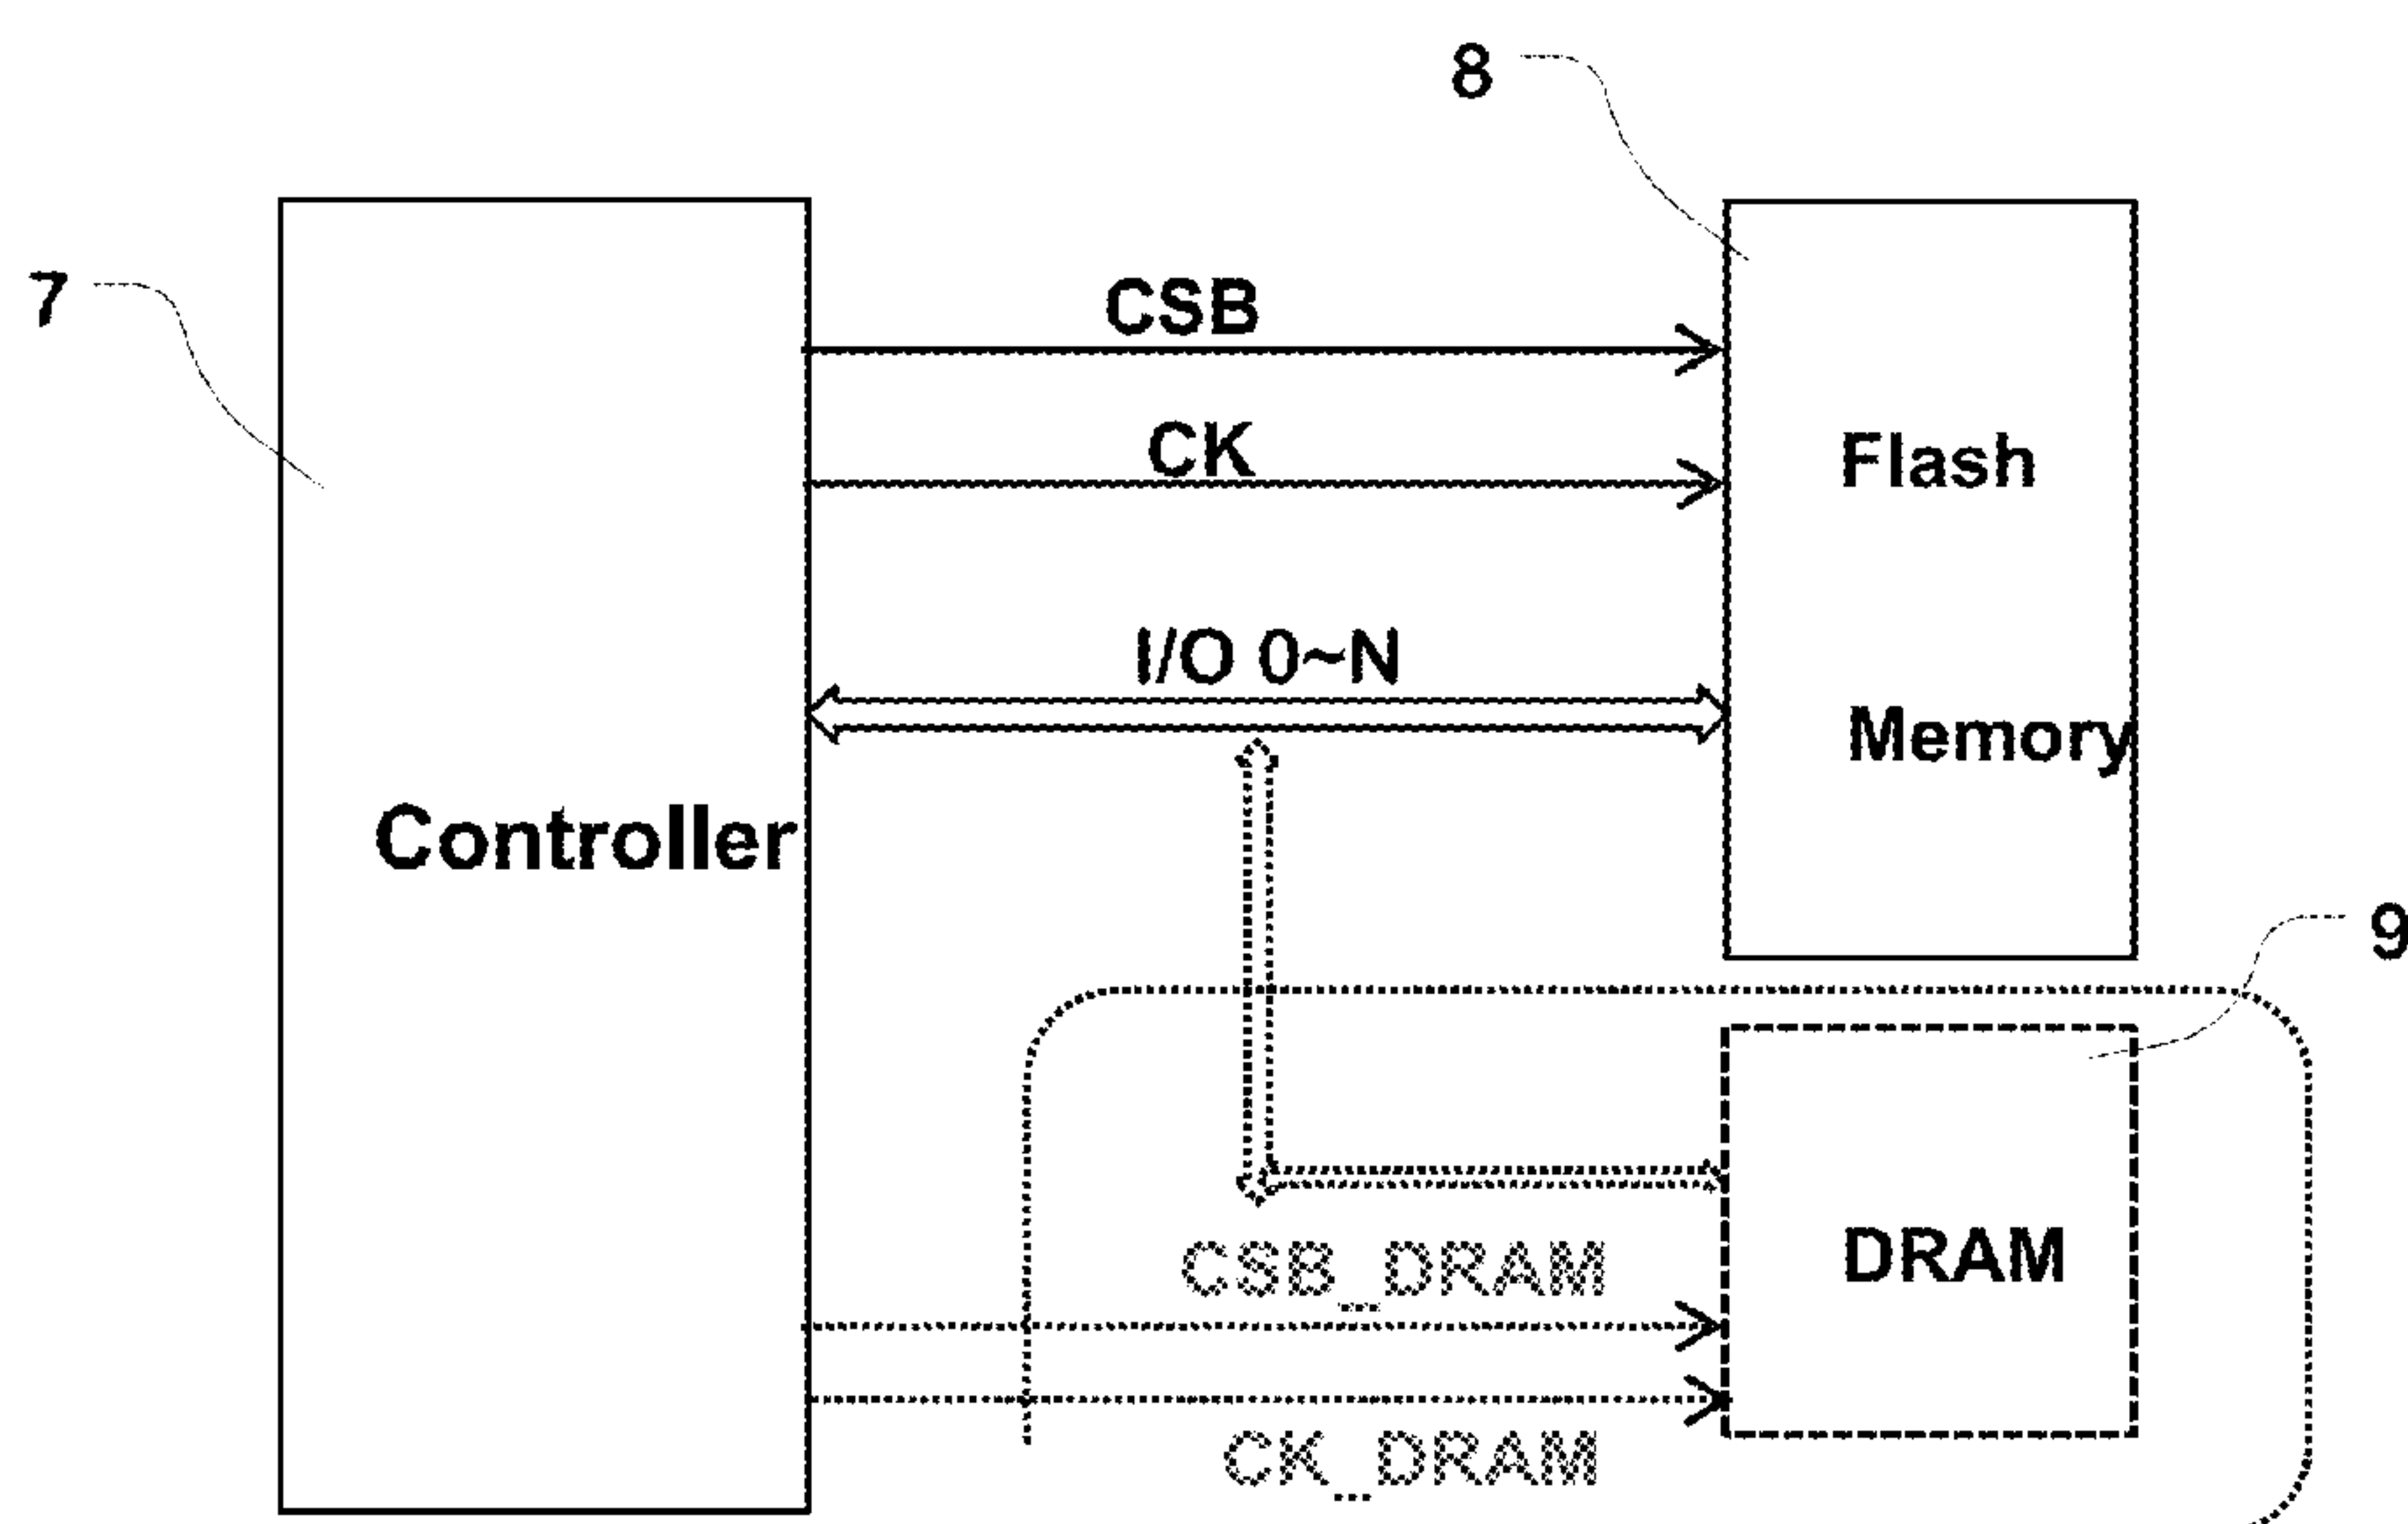 8
7
CSB
CK
Flash
I/O 0~N
Memory
Controller
9
CSB_DRAM
DRAM
CK_DRAM